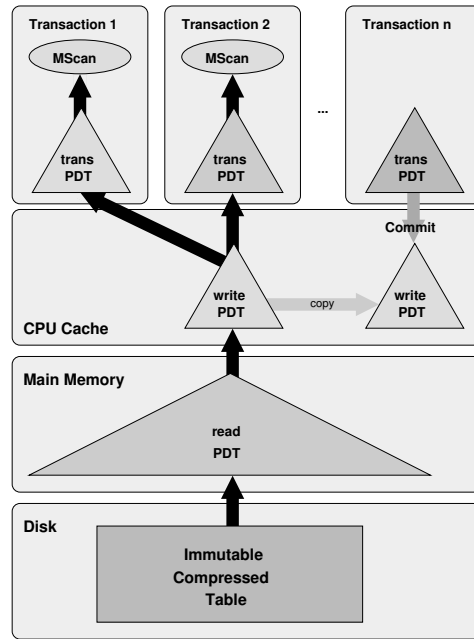 Transaction 1
Transaction 2
Transaction n
MScan
MScan
...
trans
PDT
trans
PDT
trans
PDT
Commit
write
PDT
copy
write
PDT
CPU Cache
Main Memory
read
PDT
Disk
Immutable
Compressed
Table